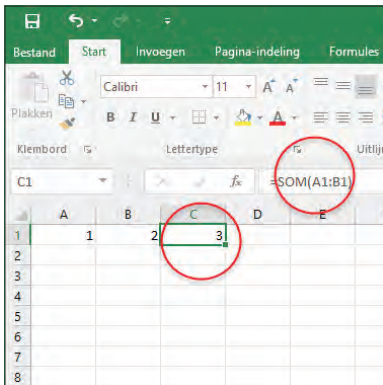 Bestand Start Invoegen Pagina-indeling Formules
Plakken Calibri 11 A A
B I U A
Klembord Lettertype Uitlij
C1 fx =SOM(A1:B1)
A B C D E
1 1 2 3
2
3
4
5
6
7
8